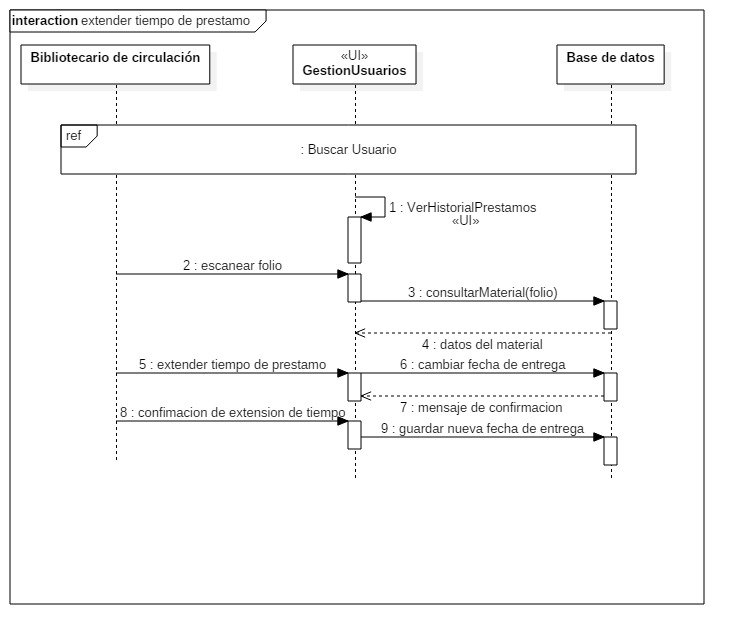 interaction extender tiempo de prestamo
Bibliotecario de circulación
«UI»
GestionUsuarios
Base de datos
ref
: Buscar Usuario
1 : VerHistorialPrestamos
«UI»
2 : escanear folio
3 : consultarMaterial(folio)
4 : datos del material
5 : extender tiempo de prestamo
6 : cambiar fecha de entrega
7 : mensaje de confirmacion
8 : confimacion de extension de tiempo
9 : guardar nueva fecha de entrega